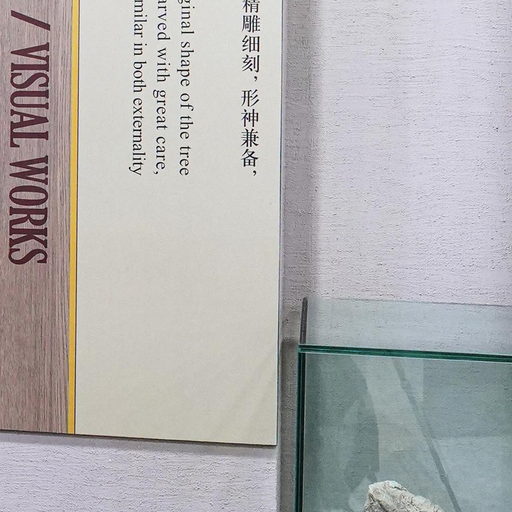 精雕细刻，形神兼备，
ginal shape of the tree
arved with great care,
milar in both externality
/ VISUAL WORKS